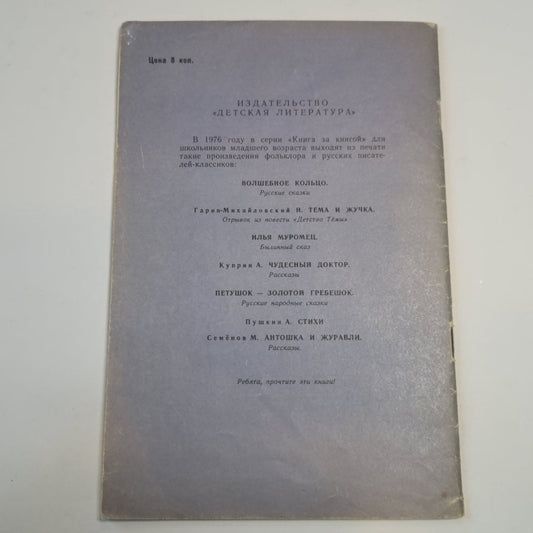 Цена 8 коп.
ИЗДАТЕЛЬСТВО
«ДЕТСКАЯ ЛИТЕРАТУРА»
В 1976 году в серии «Книга за книгой» для
школьников младшего возраста выходят из печати
такие произведения фольклора и русских писате-
лей-классиков:
ВОЛШЕБНОЕ КОЛЬЦО.
Русские сказки
Гарин-Михайловский Н. ТЕМА И ЖУЧКА.
Отрывок из повести «Детство Тёмы»
ИЛЬЯ МУРОМЕЦ.
Былинный сказ
Куприн А. ЧУДЕСНЫЙ ДОКТОР.
Рассказы
ПЕТУШОК — ЗОЛОТОЙ ГРЕБЕШОК.
Русские народные сказки
Пушкин А. СТИХИ
Семёнов М. АНТОШКА И ЖУРАВЛИ.
Рассказы.
Ребята, прочтите эти книги!